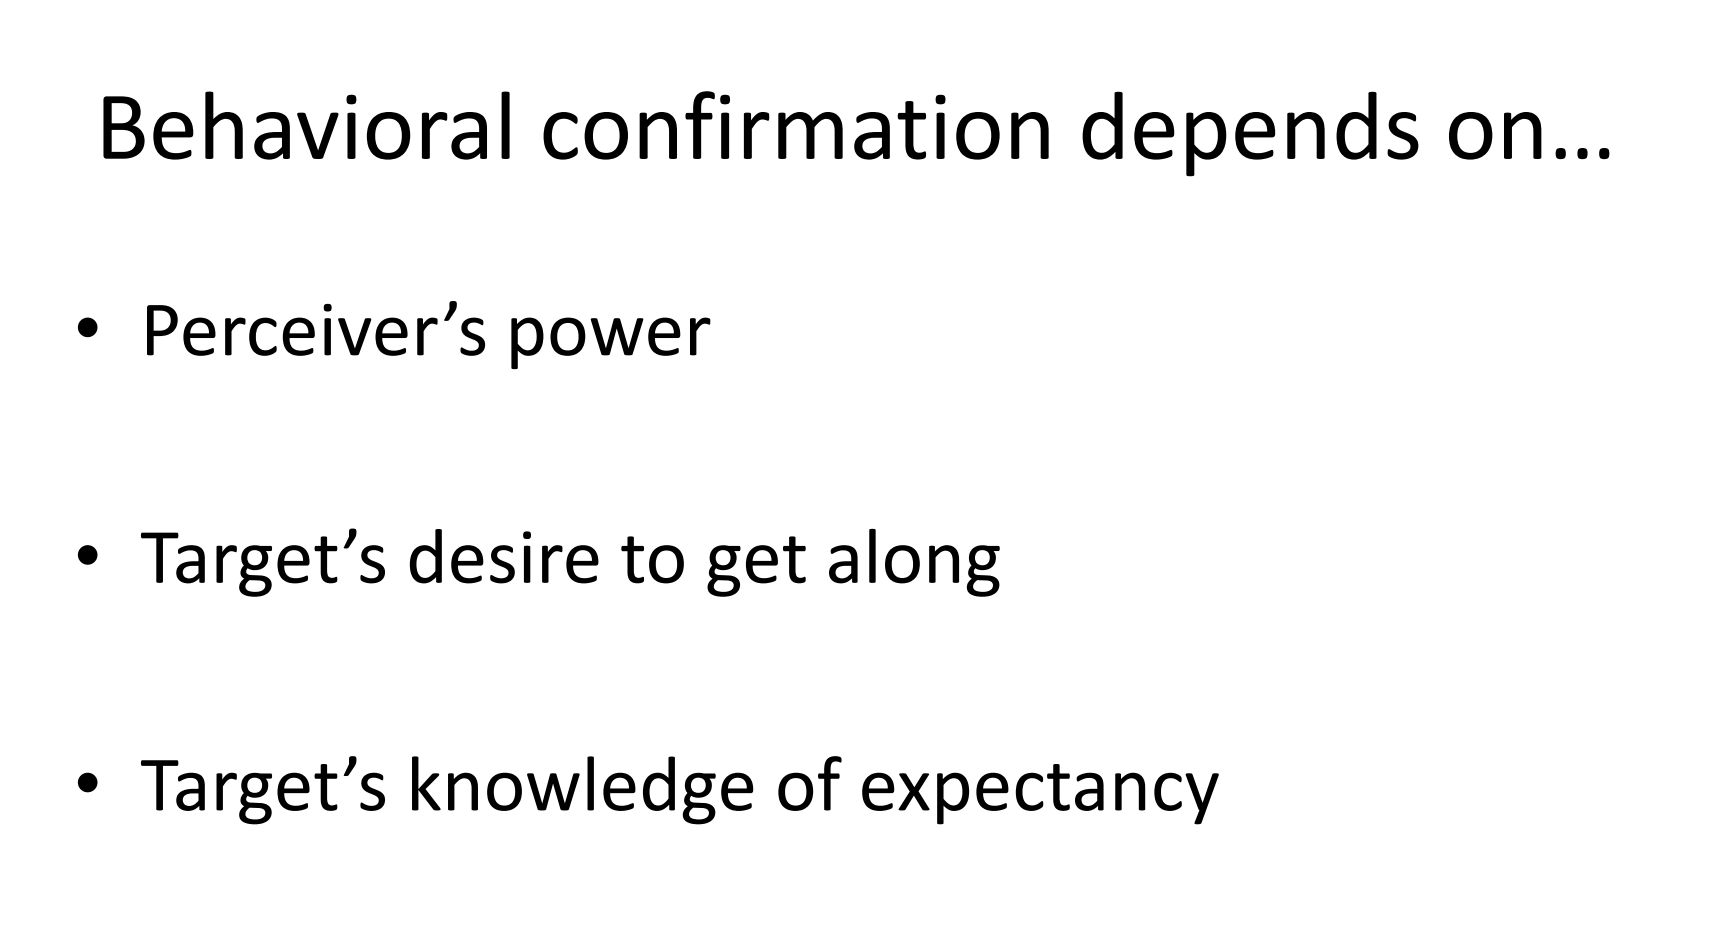 Behavioral confirmation depends on…
• Perceiver’s power
• Target’s desire to get along
• Target’s knowledge of expectancy